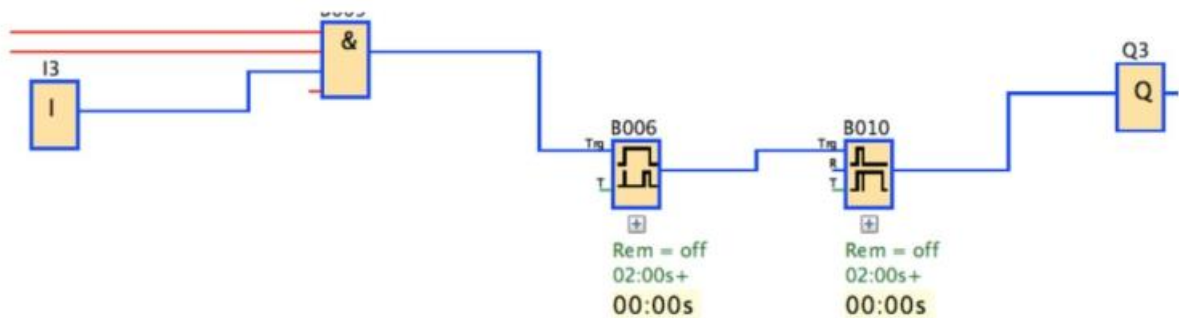 &
I3
I
Q3
Q
B006
Trg
T
B010
Trg
R
T
Rem = off
02:00s+
00:00s
Rem = off
02:00s+
00:00s